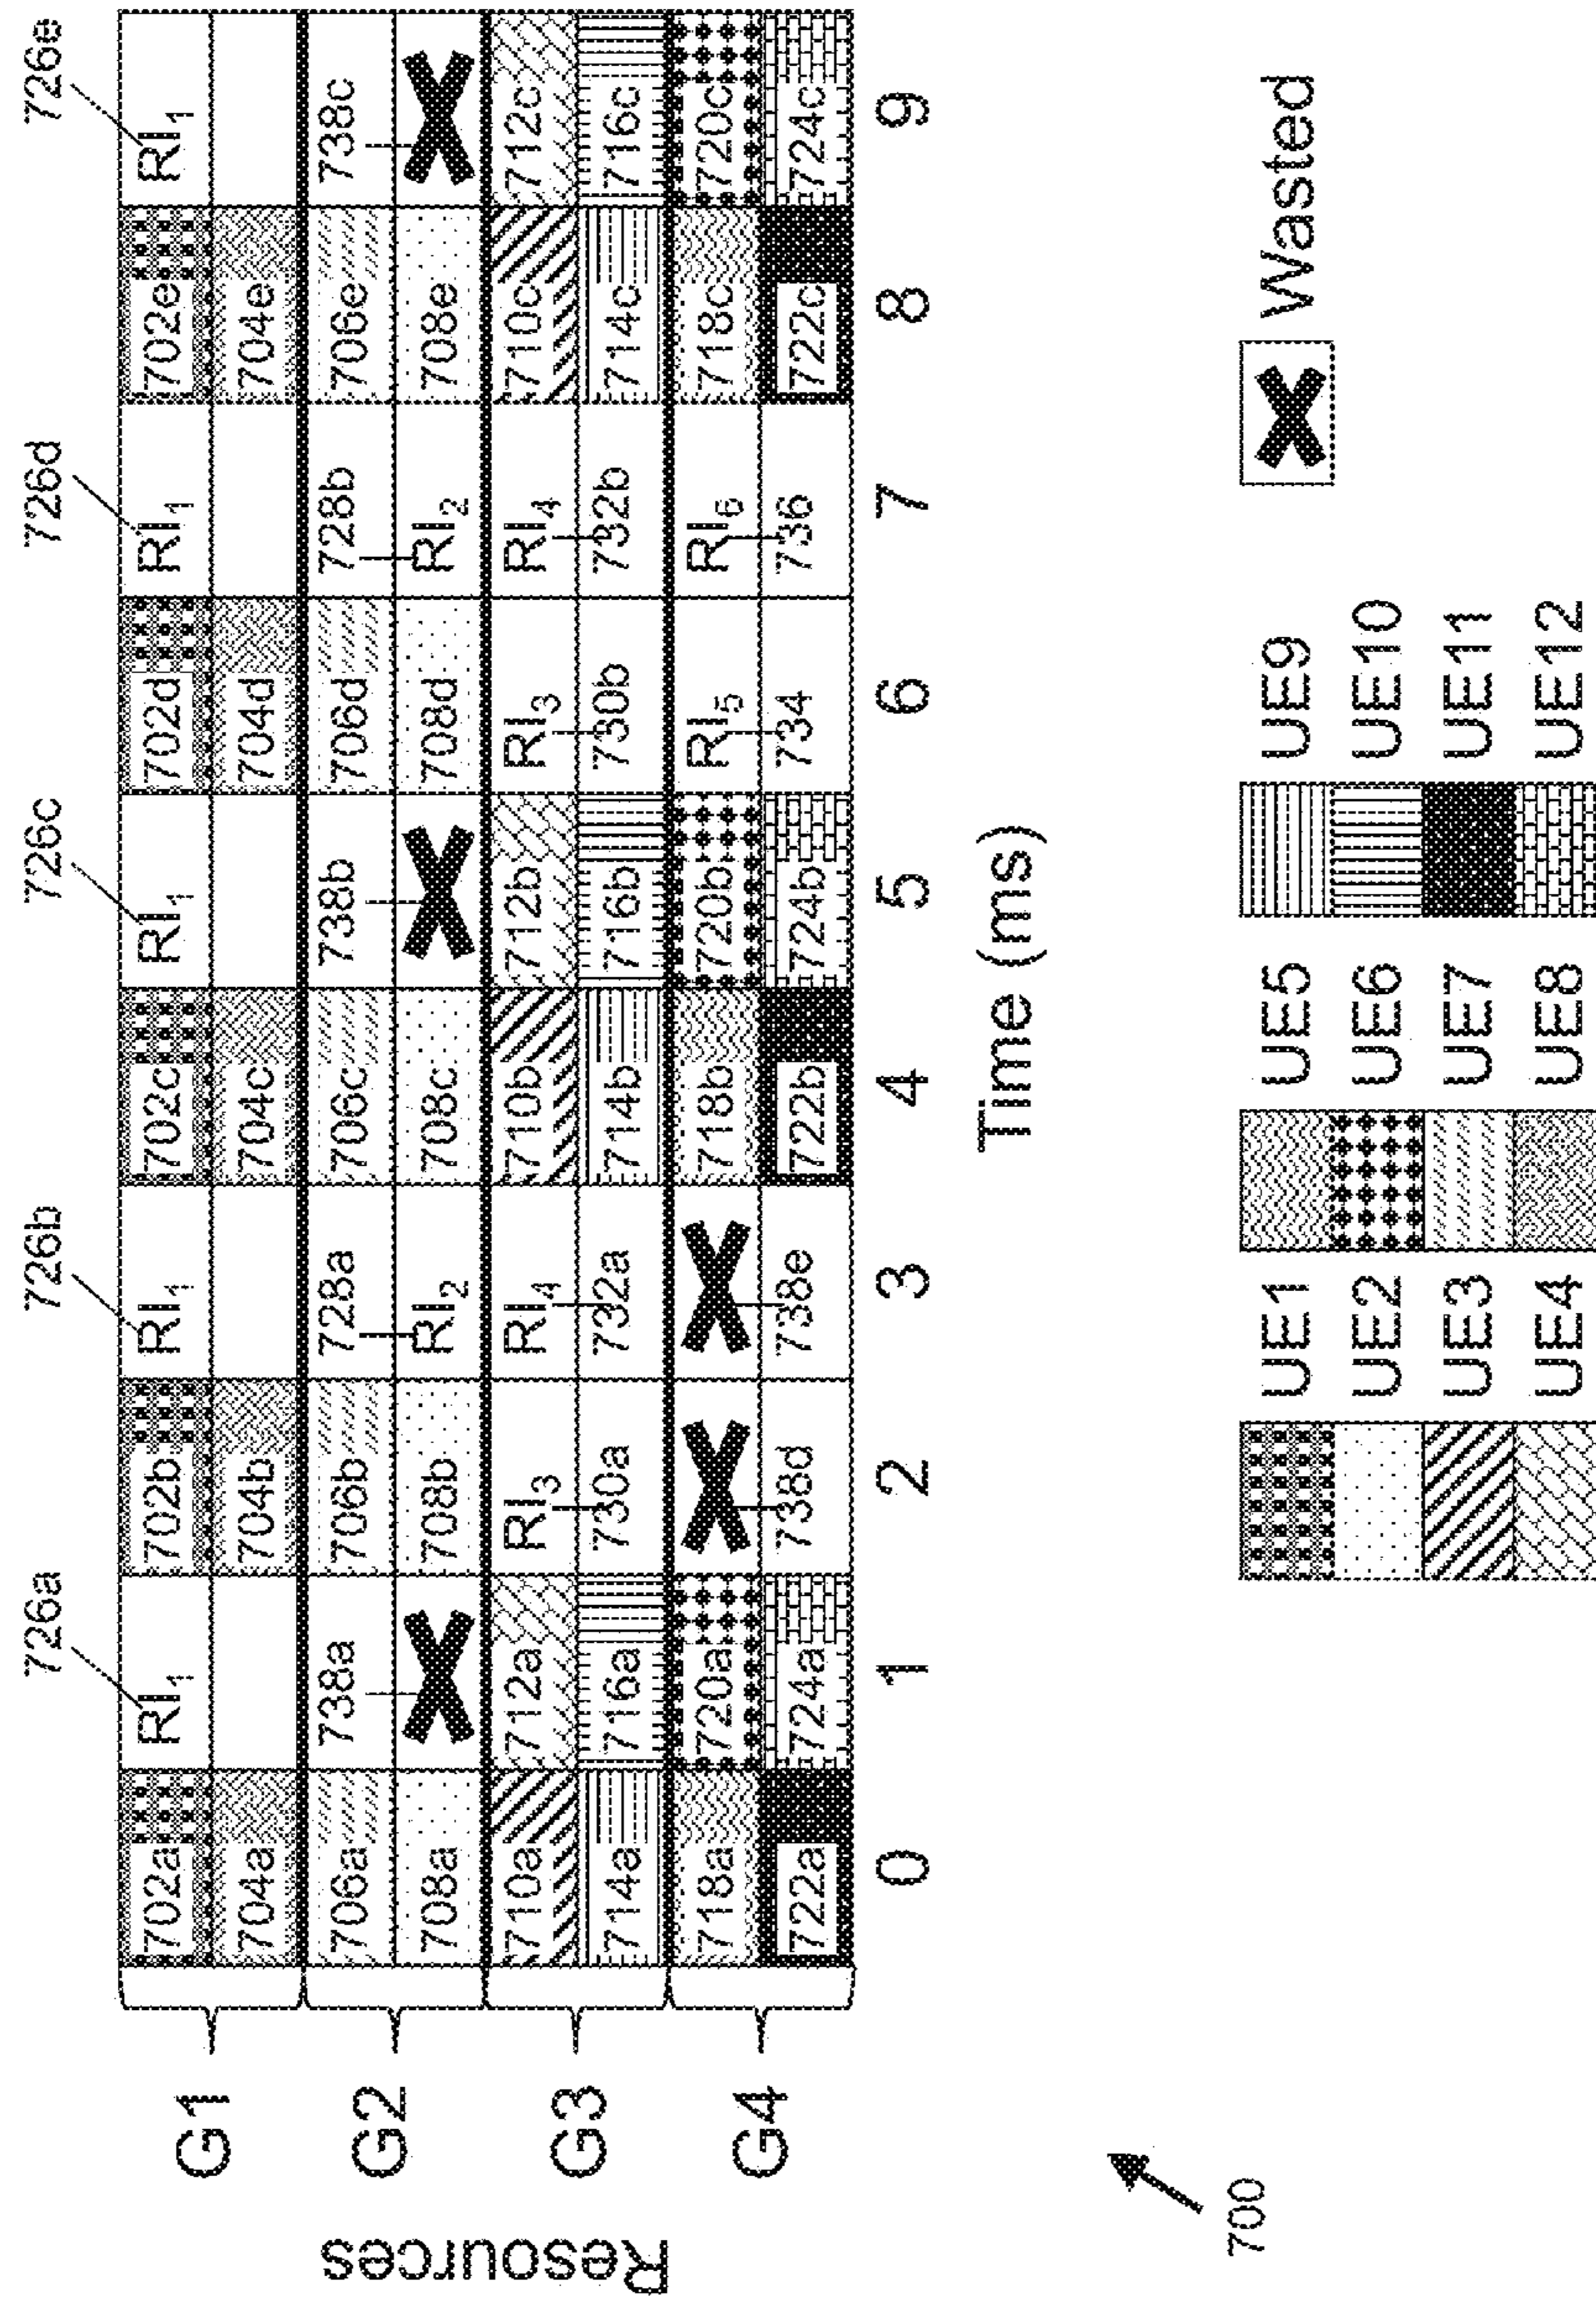 726a 726b 726c 726d 726e
G1 702a RI1 702b RI1 702c RI1 702d RI1 702e RI1
704a 704b 704c 704d 704e
G2 706a 738a 706b 728a 706c 738b 706d 728b 706e 738c
708a 708b RI2 708c 708d RI2 708e
G3 710a 712a RI3 RI4 710b 712b RI3 RI4 710c 712c
714a 716a 730a 732a 714b 716b 730b 732b 714c 716c
G4 718a 720a 718b 720b RI5 RI6 718c 720c
722a 724a 738d 738e 722b 724b 734 736 722c 724c
Resources
0 1 2 3 4 5 6 7 8 9
Time (ms)
700
UE1 UE5 UE9 Wasted
UE2 UE6 UE10
UE3 UE7 UE11
UE4 UE8 UE12